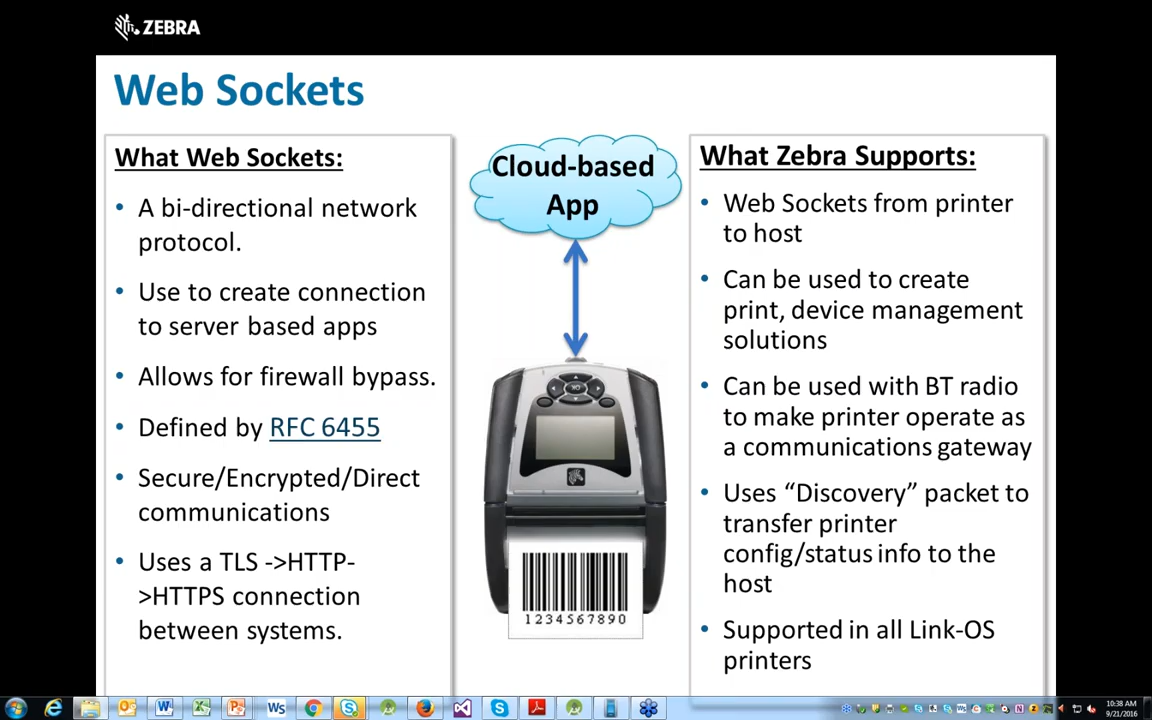 ZEBRA
Web Sockets
What Web Sockets:
• A bi-directional network
protocol.
• Use to create connection
to server based apps
• Allows for firewall bypass.
• Defined by RFC 6455
• Secure/Encrypted/Direct
communications
• Uses a TLS ->HTTP-
>HTTPS connection
between systems.
Cloud-based
App
1234567890
What Zebra Supports:
• Web Sockets from printer
to host
• Can be used to create
print, device management
solutions
• Can be used with BT radio
to make printer operate as
a communications gateway
• Uses “Discovery” packet to
transfer printer
config/status info to the
host
• Supported in all Link-OS
printers
10:38 AM
9/21/2016